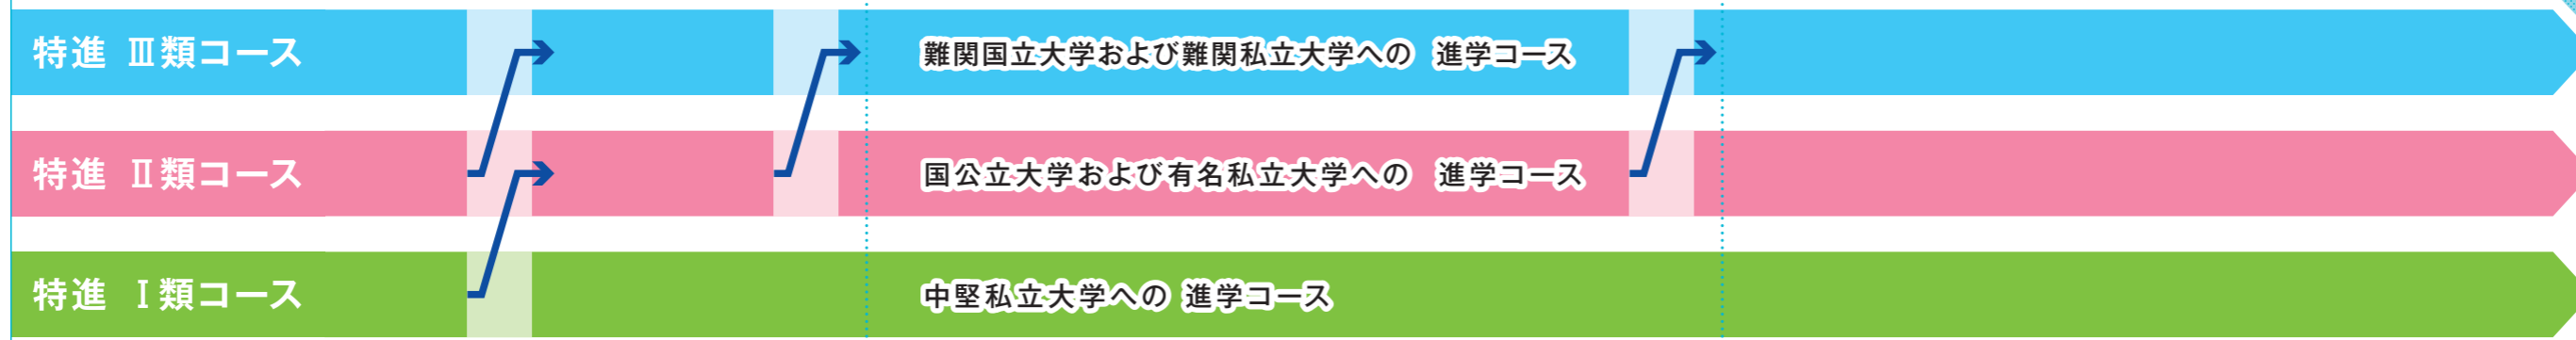 特進 Ⅲ類コース
難関国立大学および難関私立大学への 進学コース
特進 Ⅱ類コース
国公立大学および有名私立大学への 進学コース
特進 Ⅰ類コース
中堅私立大学への 進学コース